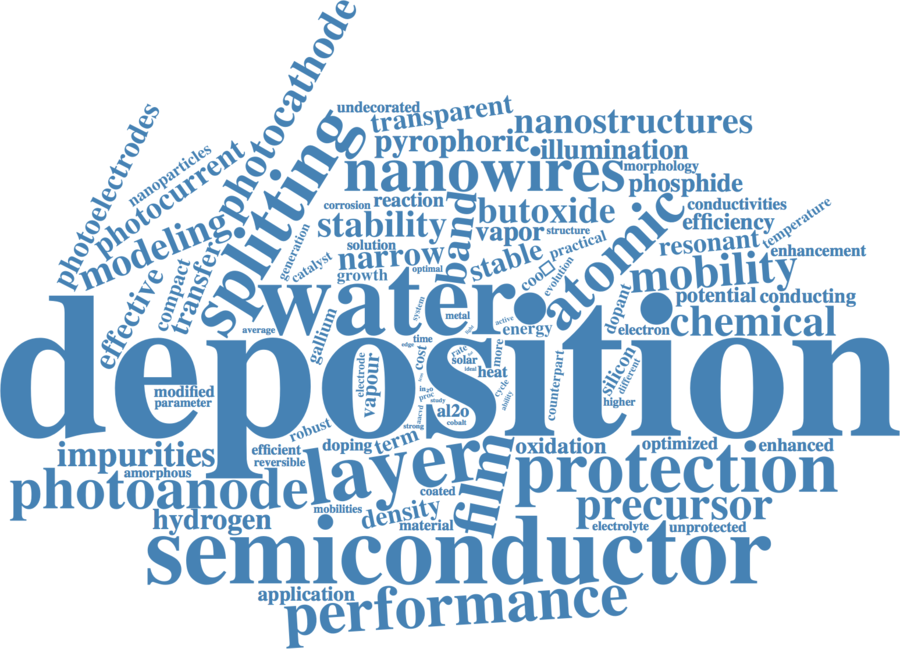 photocathode
photoelectrodes
undecorated
transparent
nanostructures
nanoparticles
photocurrent
splitting
pyrophoric
illumination
nanowires
morphology
phosphide
modeling
transfer
corrosion
reaction
band
butoxide
atomic
conductivities
efficiency
temperature
generation
stability
vapor
structure
solution
catalyst
narrow
stable
practical
resonant
enhancement
effective
compact
growth
optimal
evolution
mobility
water
system
metal
active
energy
dopant
potential
conducting
average
gallium
light
electron
chemical
deposition
time
edge
cost
rate
solar
ideal
more
heat
cycle
ability
counterpart
silicon
different
higher
electrode
vapour
modified
parameter
study
al2o
cobalt
strong
robust
doping
term
impurities
efficient
reversible
amorphous
layer
film
oxidation
optimized
enhanced
photoanode
protection
coated
mobilities
density
material
precursor
hydrogen
electrolyte
unprotected
semiconductor
application
performance